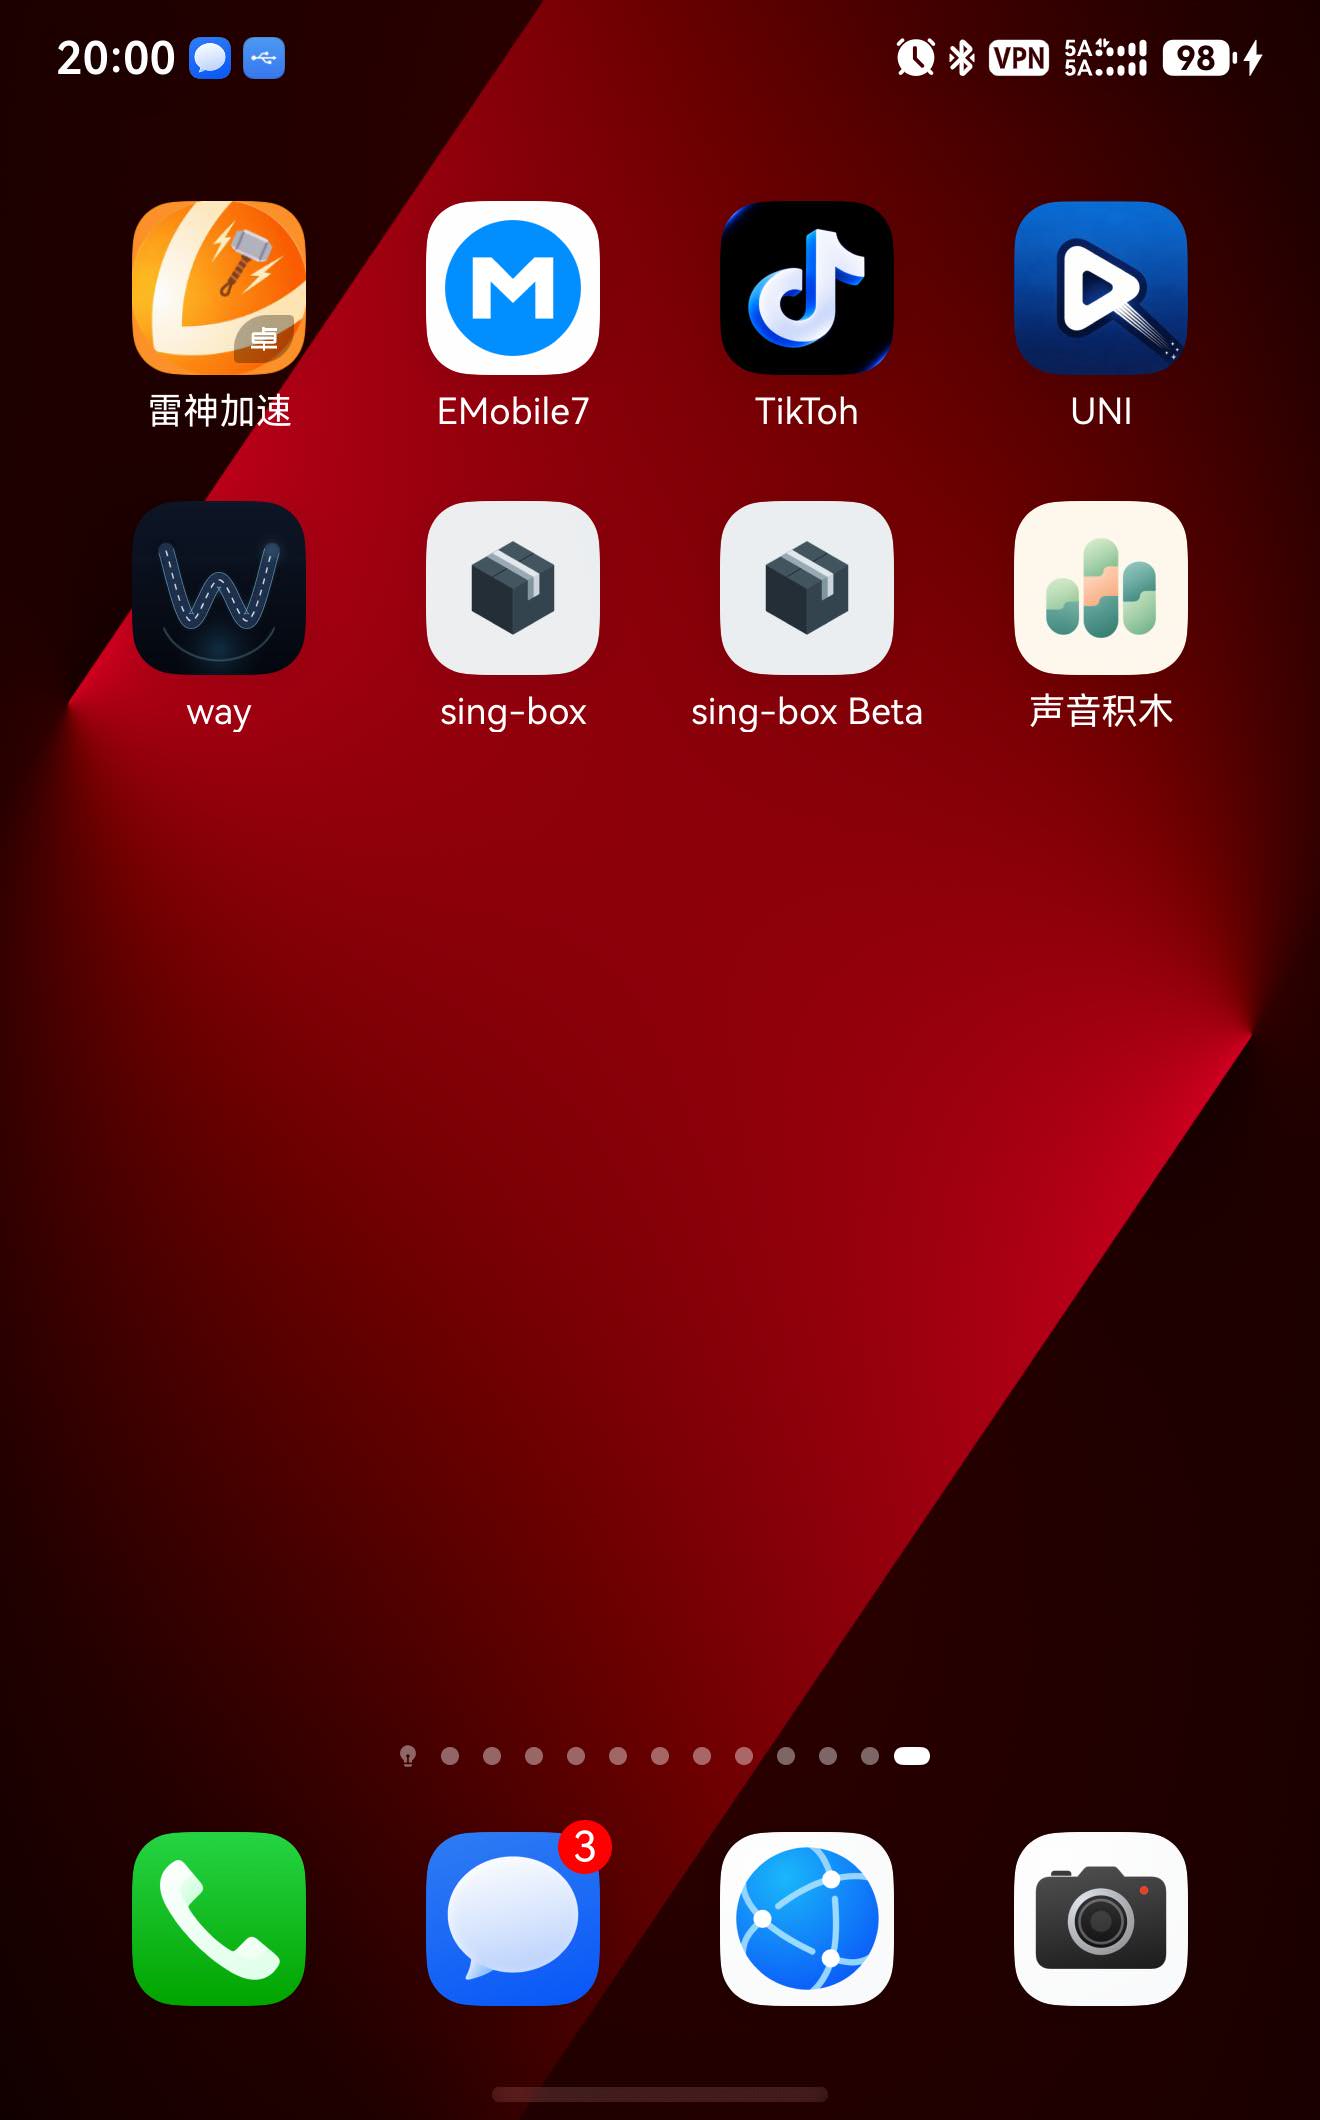 20:00
VPN
5A
5A
98
卓
雷神加速
EMobile7
TikToh
UNI
way
sing-box
sing-box Beta
声音积木
3